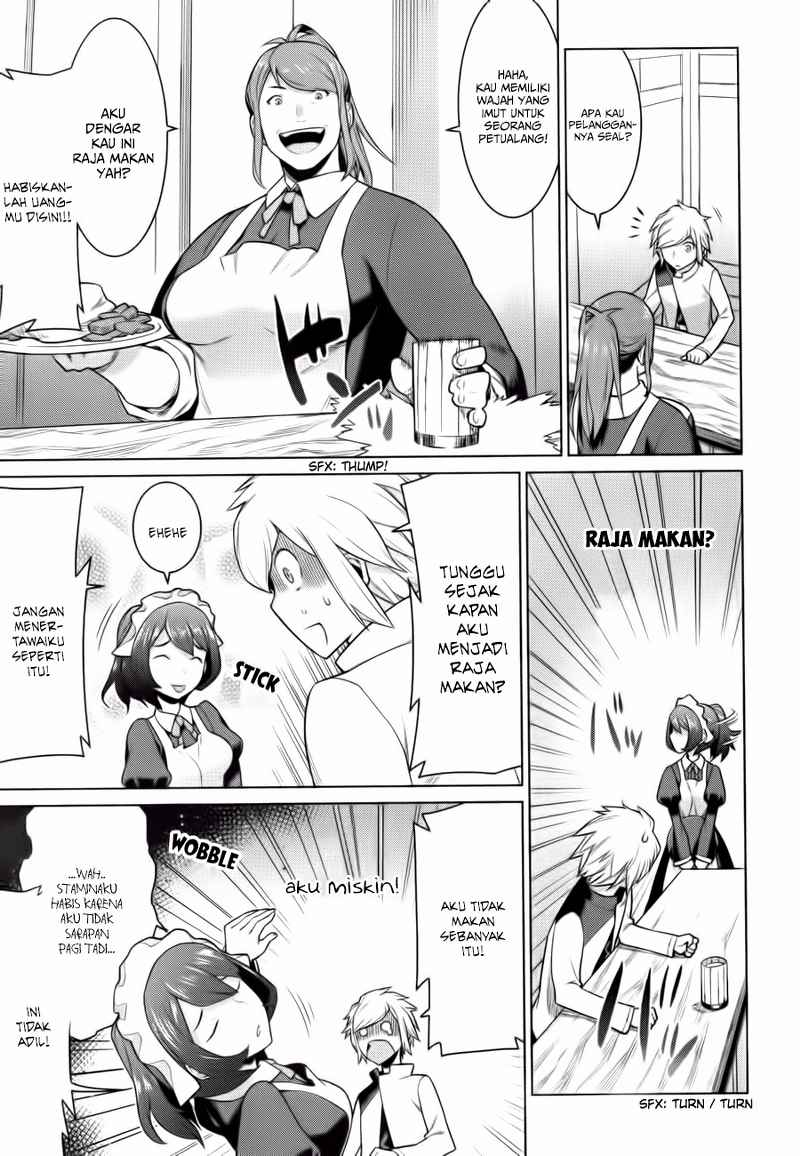 APA KAU
PELANGGAN-
NYA SEAL?
HAHA,
KAU MEMILIKI
WAJAH YANG
IMUT UNTUK
SEORANG
PETUALANG!
AKU
DENGAR
KAU INI
RAJA MAKAN
YAH?
HABISKAN-
LAH UANG-
MU DISINI!!
SFX: THUMP!
RAJA MAKAN?
SFX: TURN / TURN
TUNGGU
SEJAK
KAPAN
AKU
MENJADI
RAJA
MAKAN?
STICK
EHEHE
JANGAN
MENER-
TAWAIKU
SEPERTI
ITU!
AKU TIDAK
MAKAN
SEBANYAK
ITU!
aku miskin!
WOBBLE
...WAH..
STAMINAKU
HABIS KARENA
AKU TIDAK
SARAPAN
PAGI TADI...
INI
TIDAK
ADIL!